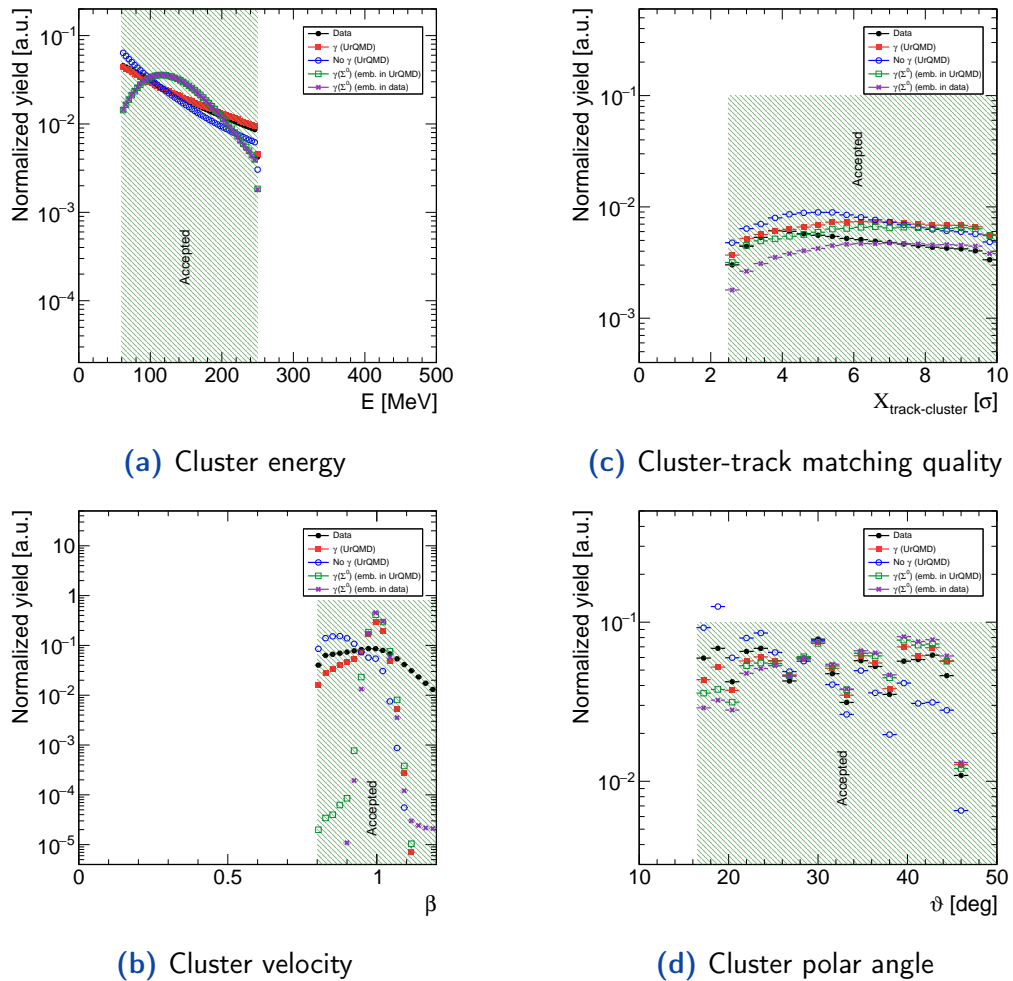 Normalized yield [a.u.]
10⁻¹
10⁻²
10⁻³
10⁻⁴
0 100 200 300 400 500
E [MeV]
Accepted
Data
γ (UrQMD)
No γ (UrQMD)
γ(Σ⁰) (emb. in UrQMD)
γ(Σ⁰) (emb. in data)
(a) Cluster energy
Normalized yield [a.u.]
10⁻¹
10⁻²
10⁻³
0 2 4 6 8 10
X track-cluster [σ]
Accepted
Data
γ (UrQMD)
No γ (UrQMD)
γ(Σ⁰) (emb. in UrQMD)
γ(Σ⁰) (emb. in data)
(c) Cluster-track matching quality
Normalized yield [a.u.]
10
1
10⁻¹
10⁻²
10⁻³
10⁻⁴
10⁻⁵
0 0.5 1
β
Accepted
Data
γ (UrQMD)
No γ (UrQMD)
γ(Σ⁰) (emb. in UrQMD)
γ(Σ⁰) (emb. in data)
(b) Cluster velocity
Normalized yield [a.u.]
10⁻¹
10⁻²
10 20 30 40 50
ϑ [deg]
Accepted
Data
γ (UrQMD)
No γ (UrQMD)
γ(Σ⁰) (emb. in UrQMD)
γ(Σ⁰) (emb. in data)
(d) Cluster polar angle